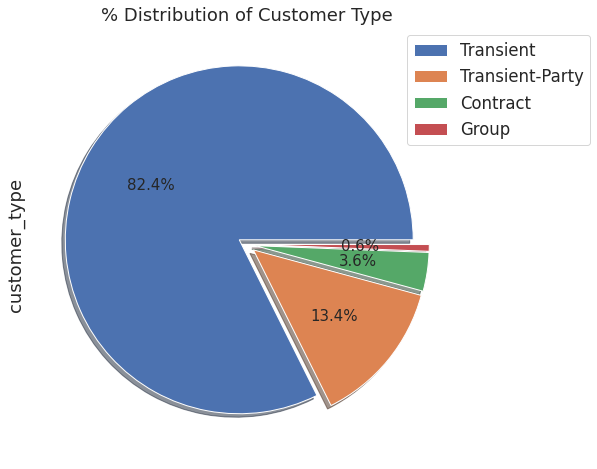 % Distribution of Customer Type
Transient
Transient-Party
Contract
Group
82.4%
0.6%
3.6%
13.4%
customer_type